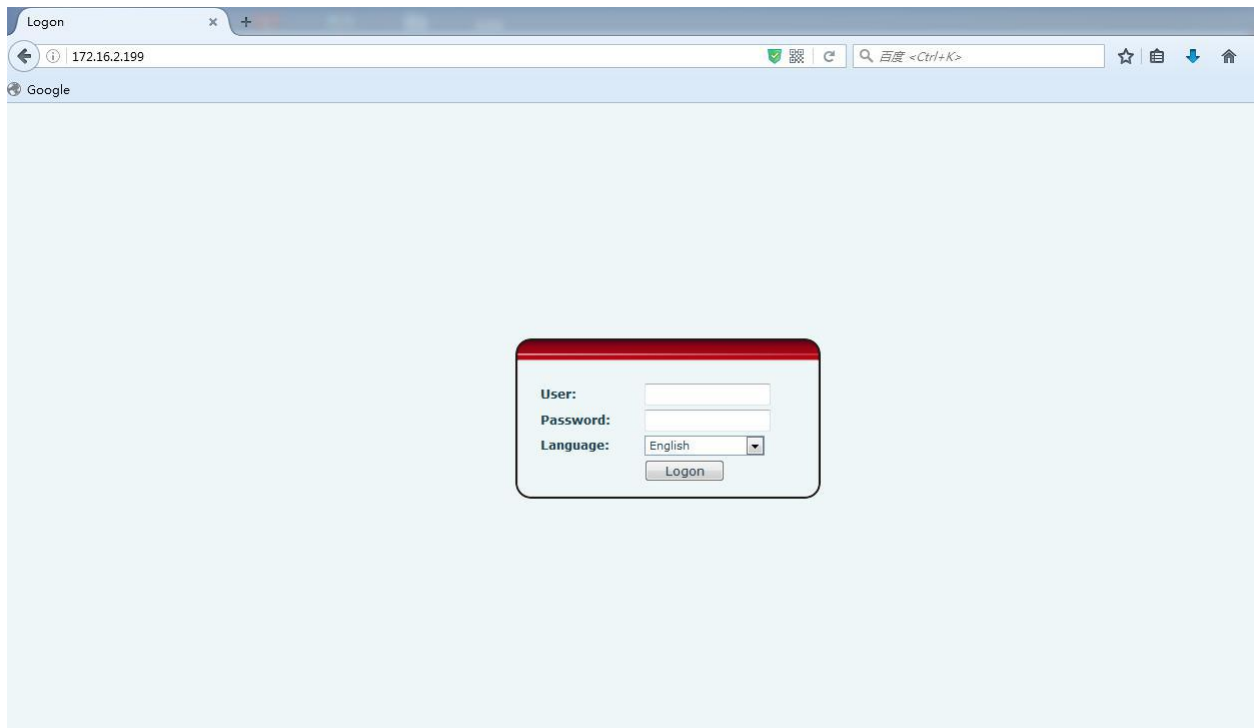 Logon
172.16.2.199
百度 <Ctrl+K>
Google
User:
Password:
Language: English
Logon